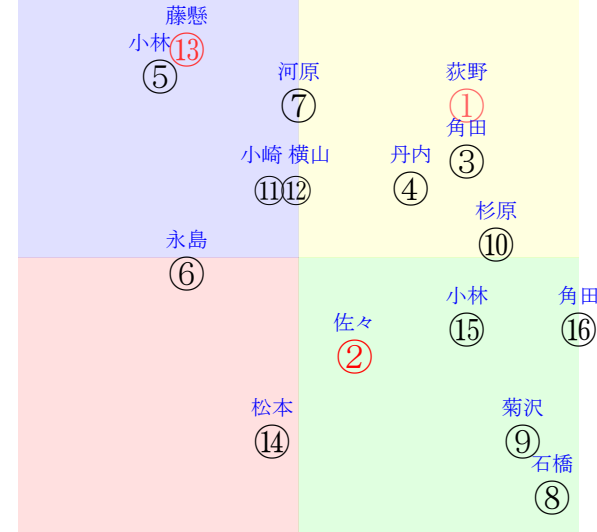 藤懸
小林 ⑬
⑤
河原
⑦
荻野
①
角田
③
小崎 横山
⑪⑫
丹内
④
杉原
⑩
永島
⑥
小林
⑮
角田
⑯
佐々
②
松本
⑭
菊沢
⑨
石橋
⑧